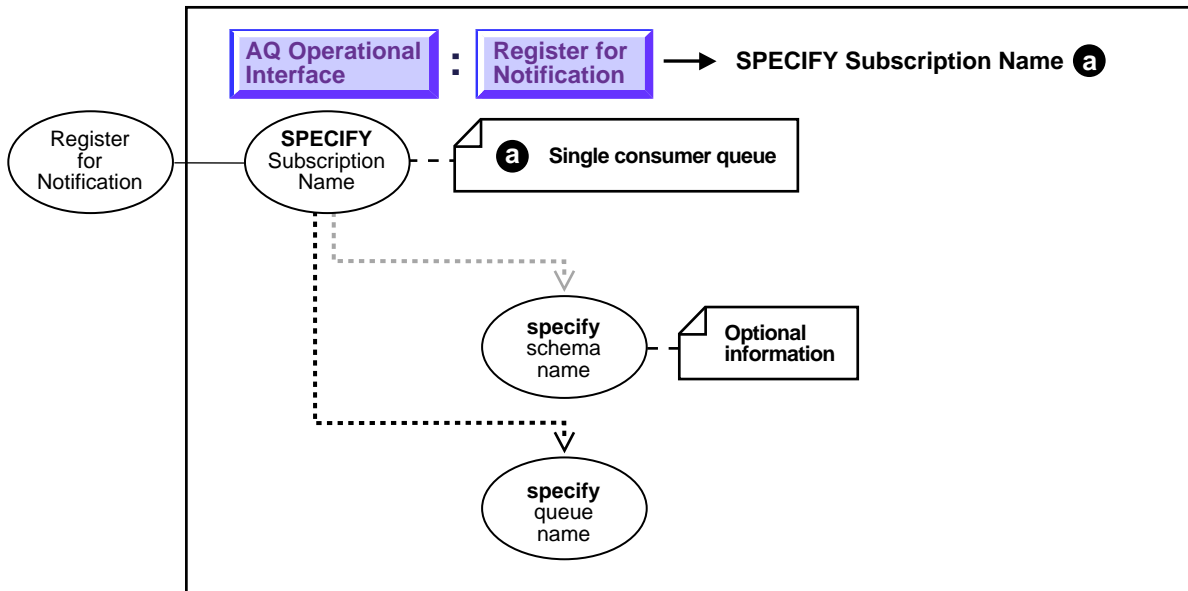 AQ Operational
Interface
:
Register for
Notification
SPECIFY Subscription Name a
Register
for
Notification
SPECIFY
Subscription
Name
a Single consumer queue
specify
schema
name
Optional
information
specify
queue
name